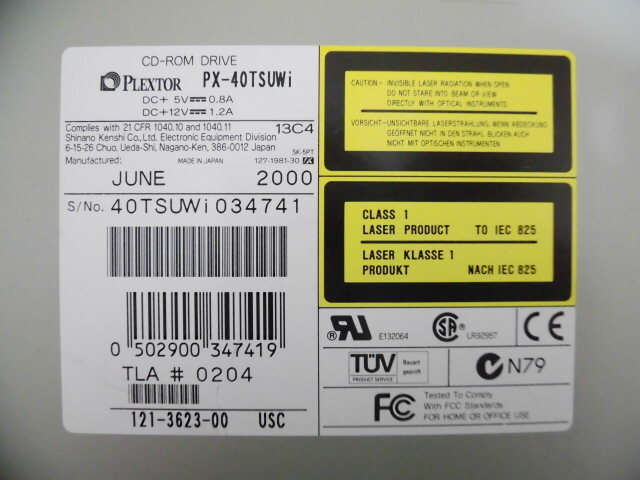 CD-ROM DRIVE
PLEXTOR PX-40TSUWi
DC+ 5V 0.8A
DC+12V 1.2A
Complies with 21 CFR 1040.10 and 1040.11 13C4
Shinano Kenshi Co., Ltd. Electronic Equipment Division
6-15-26 Chuo. Ueda-Shi, Nagano-Ken, 386-0012 Japan
SK-5PT
Manufactured: MADE IN JAPAN 127-1981-30
JUNE 2000
S/No. 40TSUWi034741
0 502900 347419
TLA # 0204
121-3623-00 USC
CAUTION- INVISIBLE LASER RADIATION WHEN OPEN
DO NOT STARE INTO BEAM OR VIEW
DIRECTLY WITH OPTICAL INSTRUMENTS
VORSICHT-UNSICHTBARE LASERSTRAHLUNG, WENN ABDECKUNG
GEÖFFNET NICHT IN DEN STRAHL BLICKEN AUCH
NICHT MIT OPTISCHEN INSTRUMENTEN
CLASS 1
LASER PRODUCT TO IEC 825
LASER KLASSE 1
PRODUKT NACH IEC 825
E132064 SA LR92957 CE
TÜV Bauart geprüft
PRODUCT SERVICE
N79
FC Tested To Comply
With FCC Standards
FOR HOME OR OFFICE USE